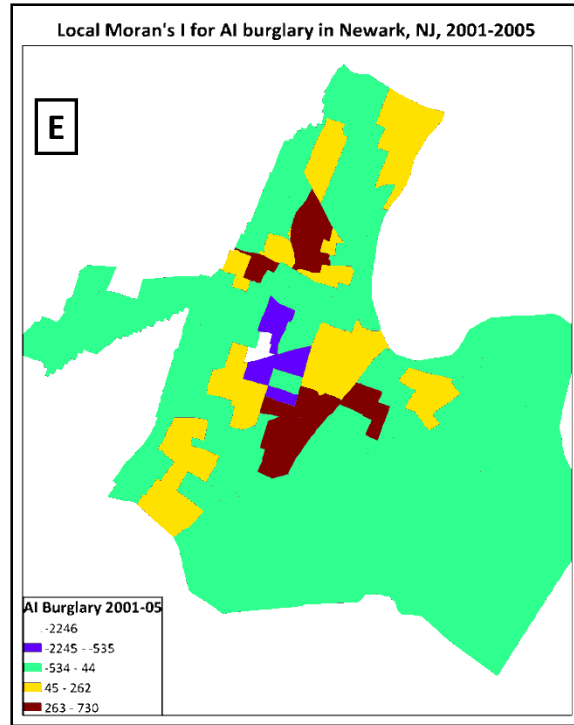 Local Moran's I for AI burglary in Newark, NJ, 2001-2005
E
AI Burglary 2001-05
-2246
-2245 - -535
-534 - 44
45 - 262
263 - 730